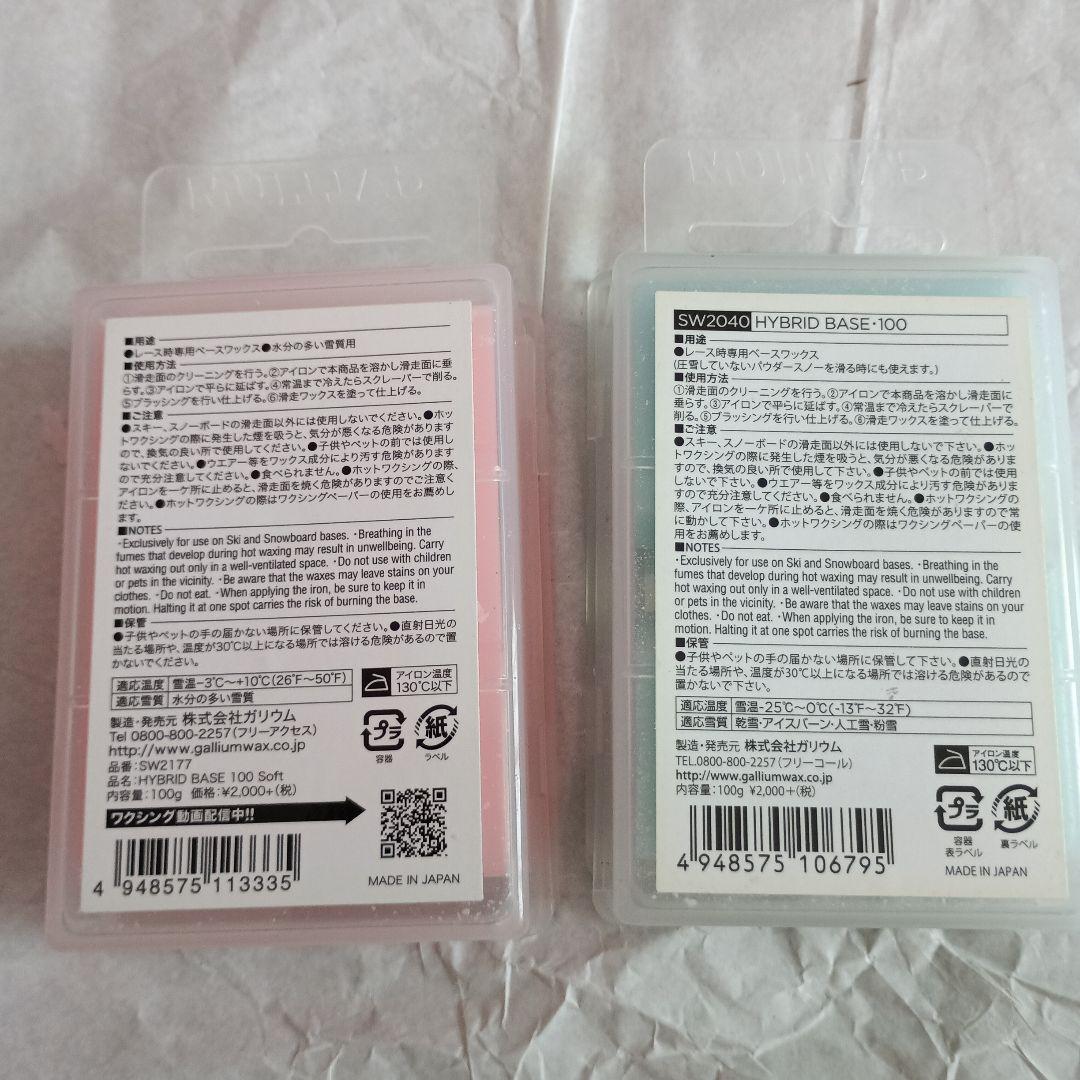 GALLIUM
■用途
●レース時専用ベースワックス●水分の多い雪質用
■使用方法
①滑走面のクリーニングを行う。②アイロンで本商品を溶かし滑走面に垂
らす。③アイロンで平らに延ばす。④常温まで冷えたらスクレーパーで削る。
⑤ブラッシングを行い仕上げる。⑥滑走ワックスを塗って仕上げる。
■ご注意
●スキー、スノーボードの滑走面以外には使用しないでください。●ホッ
トワクシングの際に発生した煙を吸うと、気分が悪くなる危険があります
ので、換気の良い所で使用してください。●子供やペットの前では使用し
ないでください。●ウエアー等をワックス成分により汚す危険があります
ので充分注意してください。●食べられません。●ホットワクシングの際、
アイロンを一ケ所に止めると、滑走面を焼く危険がありますのでご注意く
ださい。●ホットワクシングの際はワクシングペーパーの使用をお薦めし
ます。
■NOTES
・Exclusively for use on Ski and Snowboard bases. ・Breathing in the
fumes that develop during hot waxing may result in unwellbeing. Carry
hot waxing out only in a well-ventilated space. ・Do not use with children
or pets in the vicinity. ・Be aware that the waxes may leave stains on your
clothes. ・Do not eat. ・When applying the iron, be sure to keep it in
motion. Halting it at one spot carries the risk of burning the base.
■保管
●子供やペットの手の届かない場所に保管してください。●直射日光の
当たる場所や、温度が30℃以上になる場所では溶ける危険があるので置
かないでください。
適応温度 雪温-3℃〜+10℃(26°F〜50°F)
適応雪質 水分の多い雪質
アイロン温度
130℃以下
製造・発売元 株式会社ガリウム
Tel 0800-800-2257(フリーアクセス)
http://www.galliumwax.co.jp
品番：SW2177
品名：HYBRID BASE 100 Soft
内容量：100g 価格：¥2,000+(税)
プラ
容器
紙
ラベル
ワクシング動画配信中!!
4 948575 113335
MADE IN JAPAN
GALLIUM
SW2040 HYBRID BASE・100
■用途
●レース時専用ベースワックス
(圧雪していないパウダースノーを滑る時にも使えます。)
■使用方法
①滑走面のクリーニングを行う。②アイロンで本商品を溶かし滑走面に
垂らす。③アイロンで平らに延ばす。④常温まで冷えたらスクレーパーで
削る。⑤ブラッシングを行い仕上げる。⑥滑走ワックスを塗って仕上げる。
■ご注意
●スキー、スノーボードの滑走面以外には使用しないで下さい。●ホッ
トワクシングの際に発生した煙を吸うと、気分が悪くなる危険がありま
すので、換気の良い所で使用して下さい。●子供やペットの前では使用
しないで下さい。●ウエアー等をワックス成分により汚す危険がありま
すので充分注意してください。●食べられません。●ホットワクシングの
際、アイロンを一ケ所に止めると、滑走面を焼く危険がありますので常
に動かして下さい。●ホットワクシングの際はワクシングペーパーの使
用をお薦めします。
■NOTES
・Exclusively for use on Ski and Snowboard bases. ・Breathing in the
fumes that develop during hot waxing may result in unwellbeing. Carry
hot waxing out only in a well-ventilated space. ・Do not use with children
or pets in the vicinity. ・Be aware that the waxes may leave stains on your
clothes. ・Do not eat. ・When applying the iron, be sure to keep it in
motion. Halting it at one spot carries the risk of burning the base.
■保管
●子供やペットの手の届かない場所に保管して下さい。●直射日光の
当たる場所や、温度が30℃以上になる場所では溶ける危険があるので
置かないで下さい。
適応温度 雪温-25℃〜0℃(-13°F〜32°F)
適応雪質 乾雪・アイスバーン・人工雪・粉雪
製造・発売元 株式会社ガリウム
TEL.0800-800-2257(フリーコール)
http://www.galliumwax.co.jp
内容量：100g ¥2,000+(税)
アイロン温度
130℃以下
プラ
容器
表ラベル
紙
裏ラベル
4 948575 106795
MADE IN JAPAN